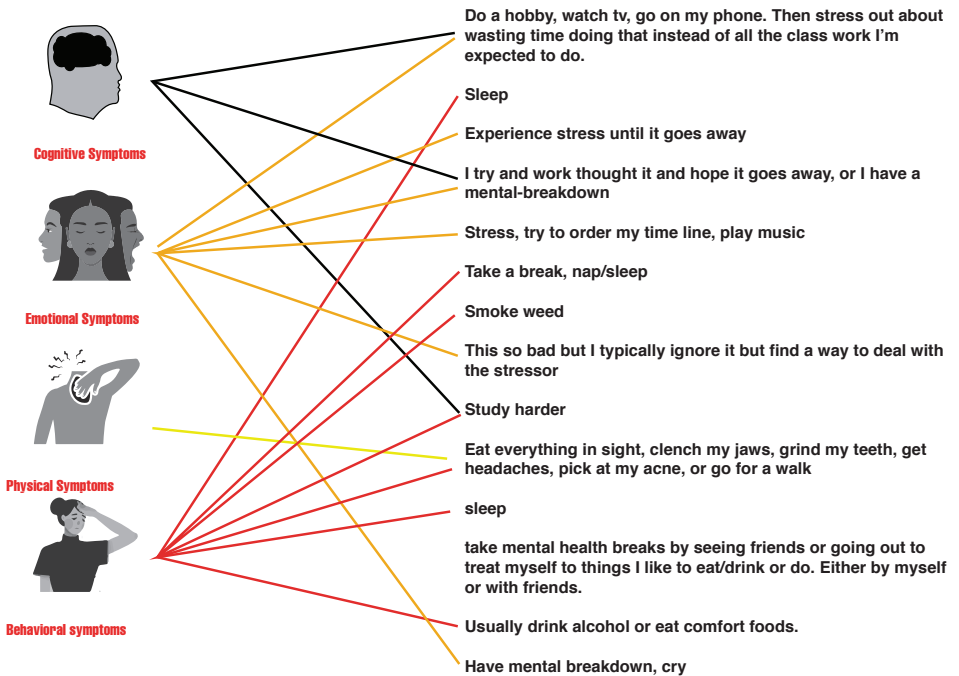 Cognitive Symptoms
Emotional Symptoms
Physical Symptoms
Behavioral symptoms
Do a hobby, watch tv, go on my phone. Then stress out about
wasting time doing that instead of all the class work I'm
expected to do.
Sleep
Experience stress until it goes away
I try and work thought it and hope it goes away, or I have a
mental-breakdown
Stress, try to order my time line, play music
Take a break, nap/sleep
Smoke weed
This so bad but I typically ignore it but find a way to deal with
the stressor
Study harder
Eat everything in sight, clench my jaws, grind my teeth, get
headaches, pick at my acne, or go for a walk
sleep
take mental health breaks by seeing friends or going out to
treat myself to things I like to eat/drink or do. Either by myself
or with friends.
Usually drink alcohol or eat comfort foods.
Have mental breakdown, cry